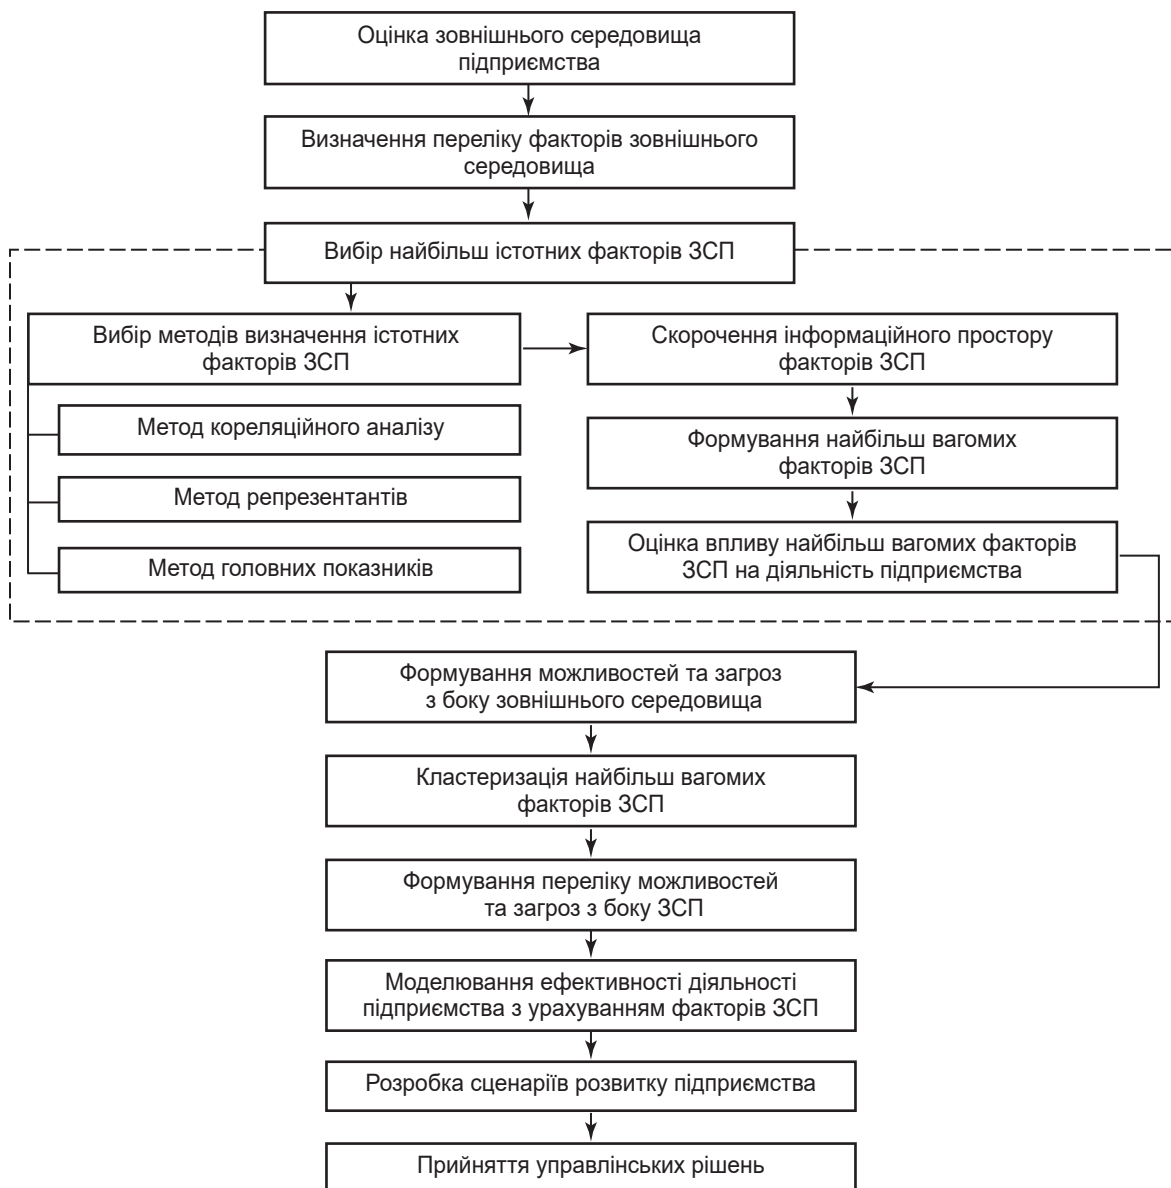 Оцінка зовнішнього середовища
підприємства
Визначення переліку факторів зовнішнього
середовища
Вибір найбільш істотних факторів ЗСП
Вибір методів визначення істотних
факторів ЗСП
Метод кореляційного аналізу
Метод репрезентантів
Метод головних показників
Скорочення інформаційного простору
факторів ЗСП
Формування найбільш вагомих
факторів ЗСП
Оцінка впливу найбільш вагомих факторів
ЗСП на діяльність підприємства
Формування можливостей та загроз
з боку зовнішнього середовища
Кластеризація найбільш вагомих
факторів ЗСП
Формування переліку можливостей
та загроз з боку ЗСП
Моделювання ефективності діяльності
підприємства з урахуванням факторів ЗСП
Розробка сценаріїв розвитку підприємства
Прийняття управлінських рішень